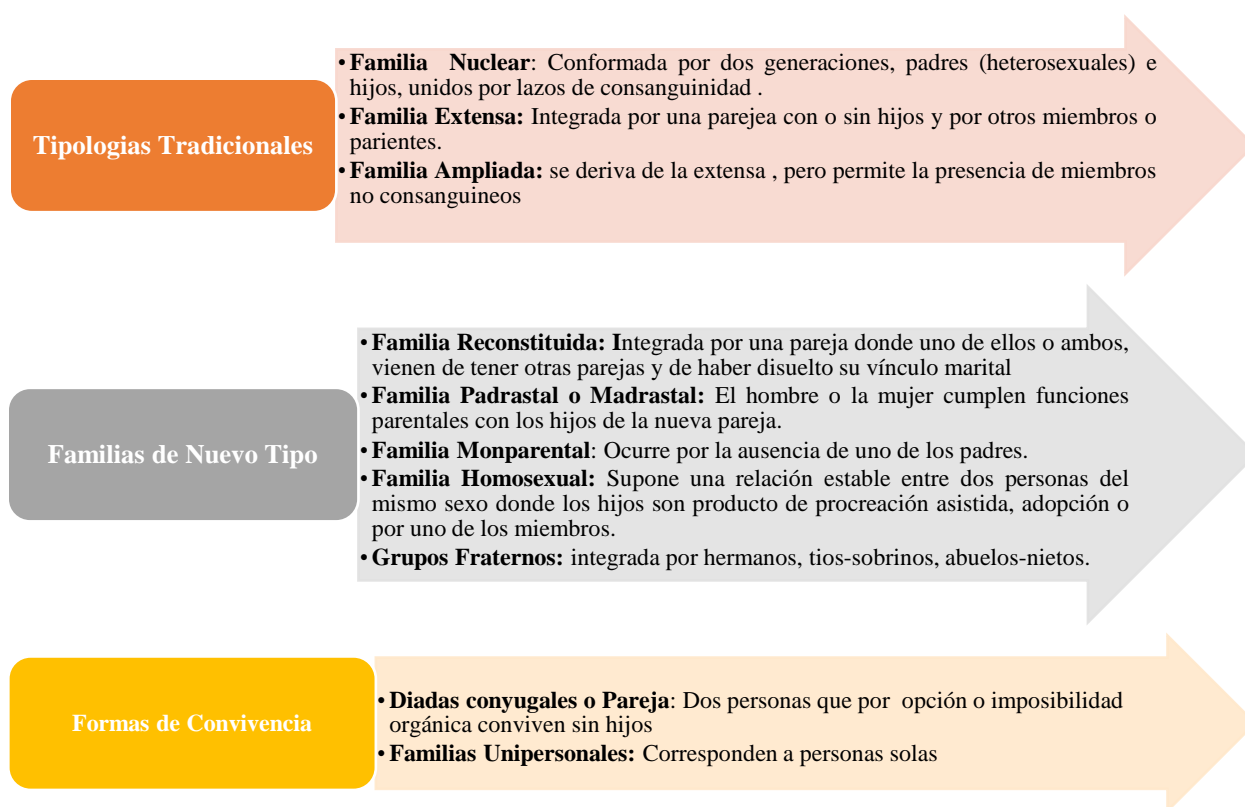 Tipologias Tradicionales
•Familia Nuclear: Conformada por dos generaciones, padres (heterosexuales) e
hijos, unidos por lazos de consanguinidad .
•Familia Extensa: Integrada por una parejea con o sin hijos y por otros miembros o
parientes.
•Familia Ampliada: se deriva de la extensa , pero permite la presencia de miembros
no consanguineos
Familias de Nuevo Tipo
•Familia Reconstituida: Integrada por una pareja donde uno de ellos o ambos,
vienen de tener otras parejas y de haber disuelto su vínculo marital
•Familia Padrastal o Madrastal: El hombre o la mujer cumplen funciones
parentales con los hijos de la nueva pareja.
•Familia Monparental: Ocurre por la ausencia de uno de los padres.
•Familia Homosexual: Supone una relación estable entre dos personas del
mismo sexo donde los hijos son producto de procreación asistida, adopción o
por uno de los miembros.
•Grupos Fraternos: integrada por hermanos, tios-sobrinos, abuelos-nietos.
Formas de Convivencia
•Diadas conyugales o Pareja: Dos personas que por opción o imposibilidad
orgánica conviven sin hijos
•Familias Unipersonales: Corresponden a personas solas